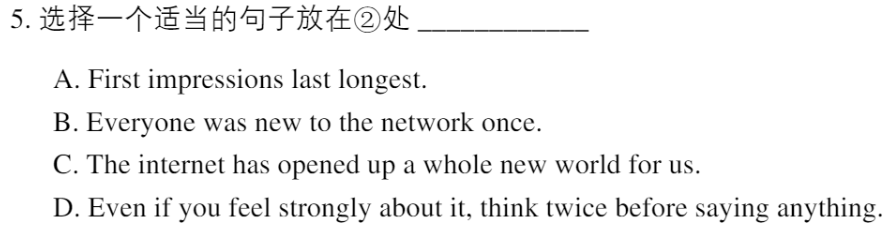 5. 选择一个适当的句子放在②处 ____________
A. First impressions last longest.
B. Everyone was new to the network once.
C. The internet has opened up a whole new world for us.
D. Even if you feel strongly about it, think twice before saying anything.